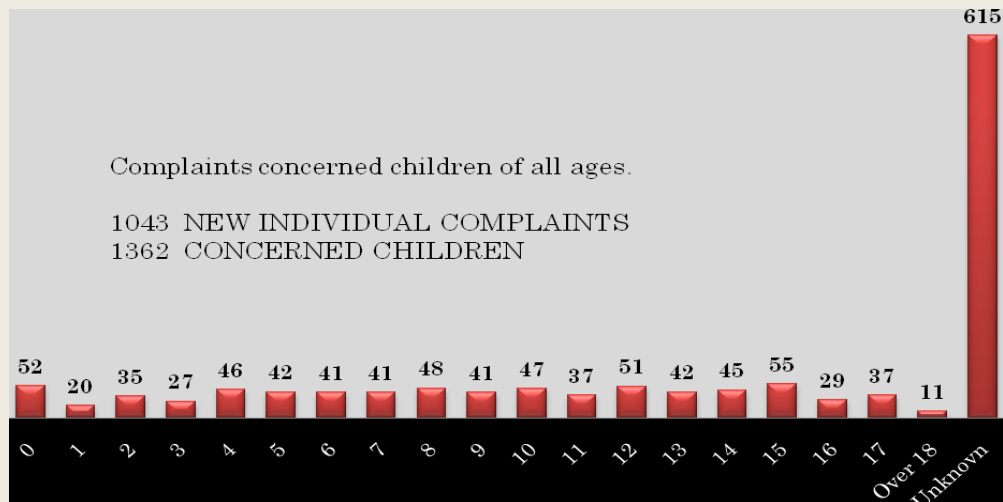 615
Complaints concerned children of all ages.
1043 NEW INDIVIDUAL COMPLAINTS
1362 CONCERNED CHILDREN
52 20 35 27 46 42 41 41 48 41 47 37 51 42 45 55 29 37 11
0 1 2 3 4 5 6 7 8 9 10 11 12 13 14 15 16 17 Over 18 Unknovn